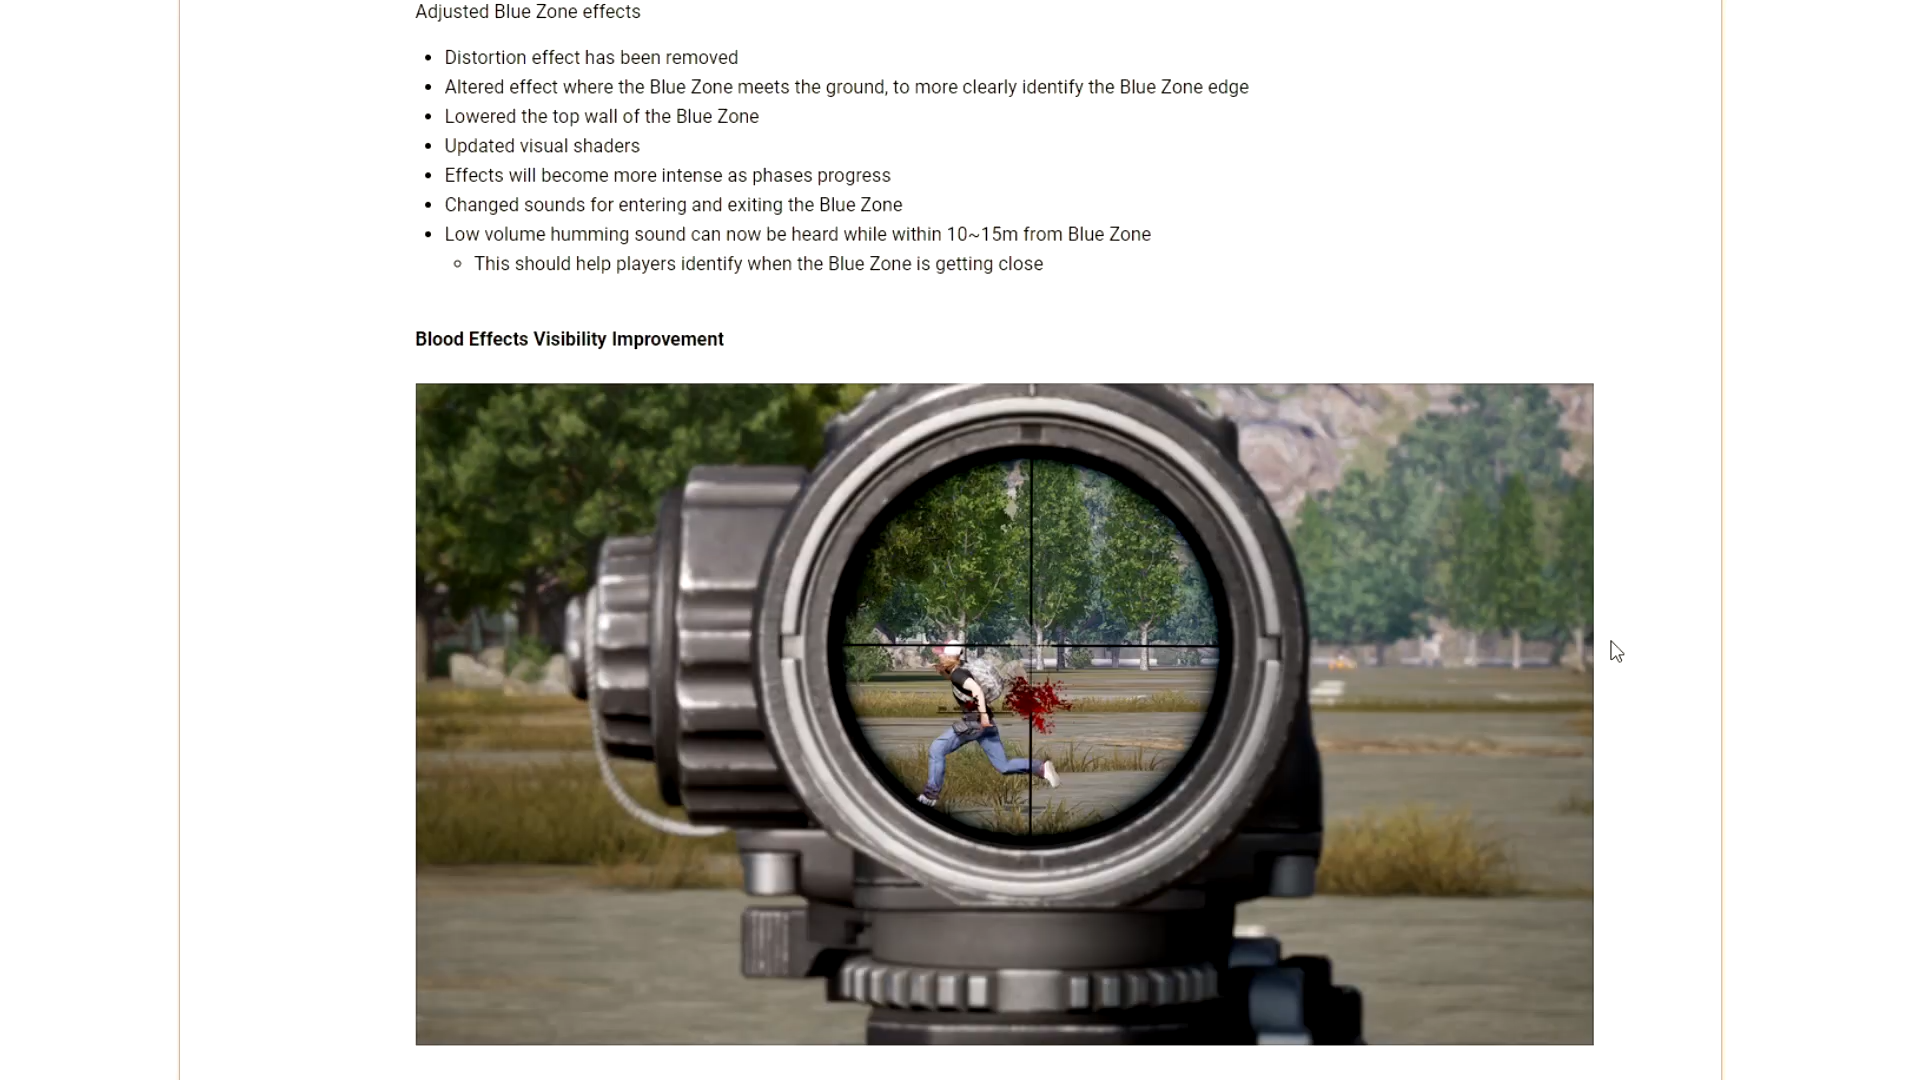 Adjusted Blue Zone effects
Distortion effect has been removed
Altered effect where the Blue Zone meets the ground, to more clearly identify the Blue Zone edge
Lowered the top wall of the Blue Zone
Updated visual shaders
Effects will become more intense as phases progress
Changed sounds for entering and exiting the Blue Zone
Low volume humming sound can now be heard while within 10~15m from Blue Zone
This should help players identify when the Blue Zone is getting close
Blood Effects Visibility Improvement